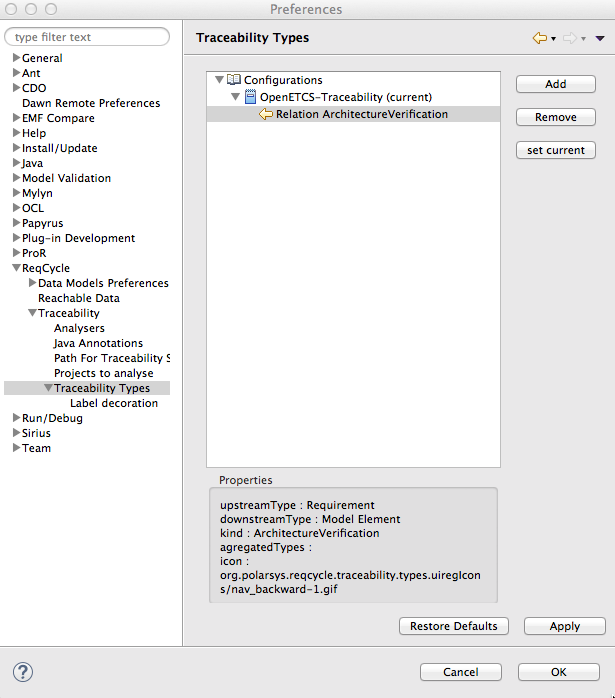 Preferences
type filter text
General
Ant
CDO
Dawn Remote Preferences
EMF Compare
Help
Install/Update
Java
Model Validation
Mylyn
OCL
Papyrus
Plug-in Development
ProR
ReqCycle
Data Models Preferences
Reachable Data
Traceability
Analysers
Java Annotations
Path For Traceability S
Projects to analyse
Traceability Types
Label decoration
Run/Debug
Sirius
Team
Traceability Types
Configurations
OpenETCS-Traceability (current)
Relation ArchitectureVerification
Add
Remove
set current
Properties
upstreamType : Requirement
downstreamType : Model Element
kind : ArchitectureVerification
agregatedTypes :
icon :
org.polarsys.reqcycle.traceability.types.uiregIcon
s/nav_backward-1.gif
Restore Defaults
Apply
?
Cancel
OK